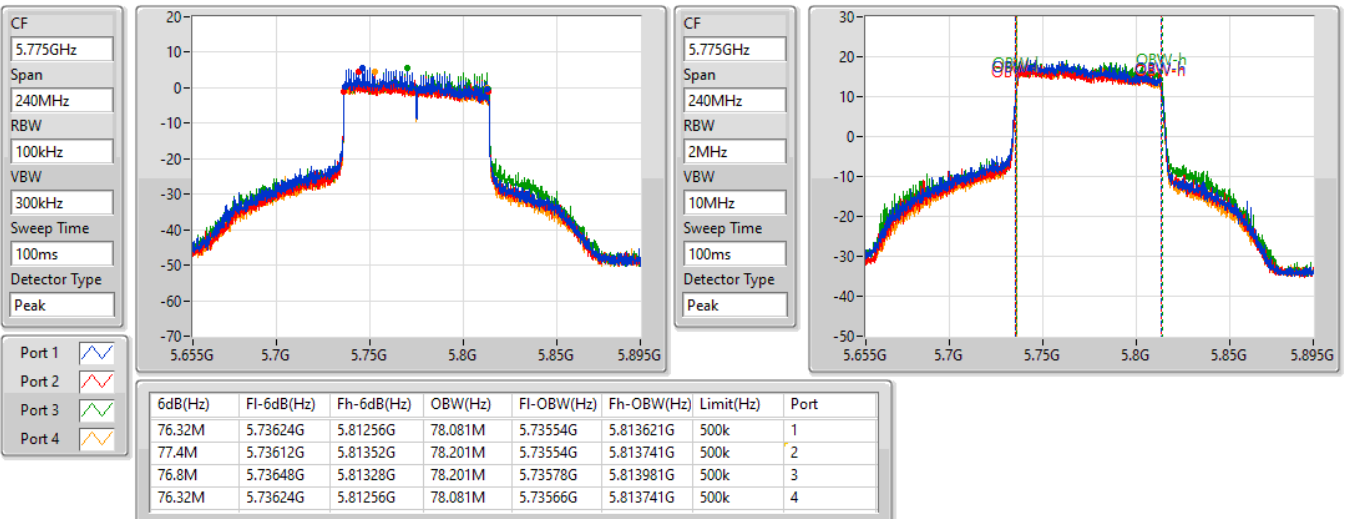 CF
5.775GHz
Span
240MHz
RBW
100kHz
VBW
300kHz
Sweep Time
100ms
Detector Type
Peak
20
10
0
-10
-20
-30
-40
-50
-60
-70
5.655G 5.7G 5.75G 5.8G 5.85G 5.895G
CF
5.775GHz
Span
240MHz
RBW
2MHz
VBW
10MHz
Sweep Time
100ms
Detector Type
Peak
30
20
10
0
-10
-20
-30
-40
-50
OBW-h
5.655G 5.7G 5.75G 5.8G 5.85G 5.895G
Port 1
Port 2
Port 3
Port 4
6dB(Hz) Fl-6dB(Hz) Fh-6dB(Hz) OBW(Hz) Fl-OBW(Hz) Fh-OBW(Hz) Limit(Hz) Port
76.32M 5.73624G 5.81256G 78.081M 5.73554G 5.813621G 500k 1
77.4M 5.73612G 5.81352G 78.201M 5.73554G 5.813741G 500k 2
76.8M 5.73648G 5.81328G 78.201M 5.73578G 5.813981G 500k 3
76.32M 5.73624G 5.81256G 78.081M 5.73566G 5.813741G 500k 4